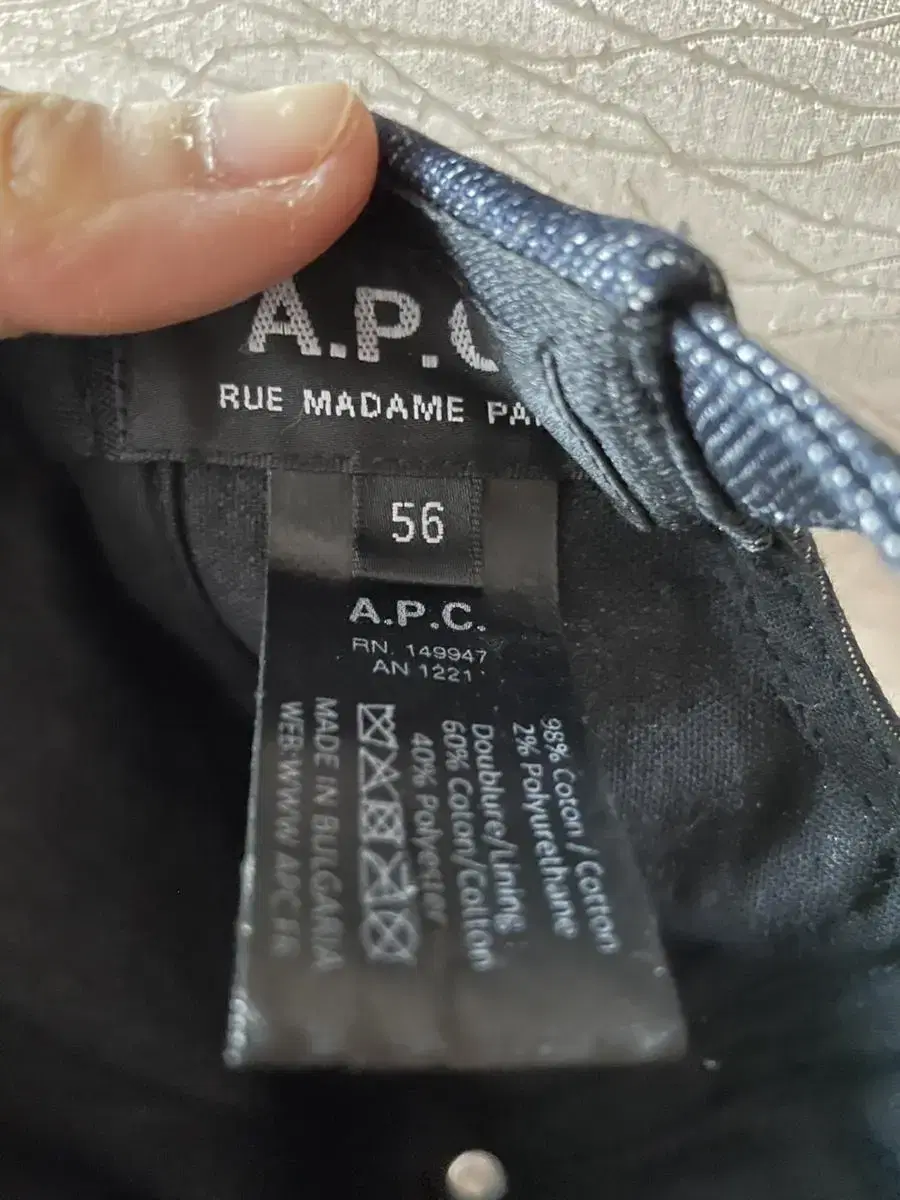 A.P.C
RUE MADAME PA
56
A.P.C.
RN. 149947
AN 1221
98% Coton / Cotton
2% Polyurethane
Doublure/Lining
60% Coton/Cotton
40% Polyester
MADE IN BULGARIA
WEB:WWW.APC.FR